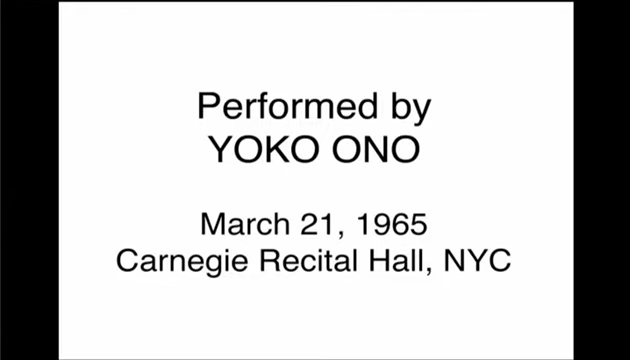 Performed by
YOKO ONO
March 21, 1965
Carnegie Recital Hall, NYC